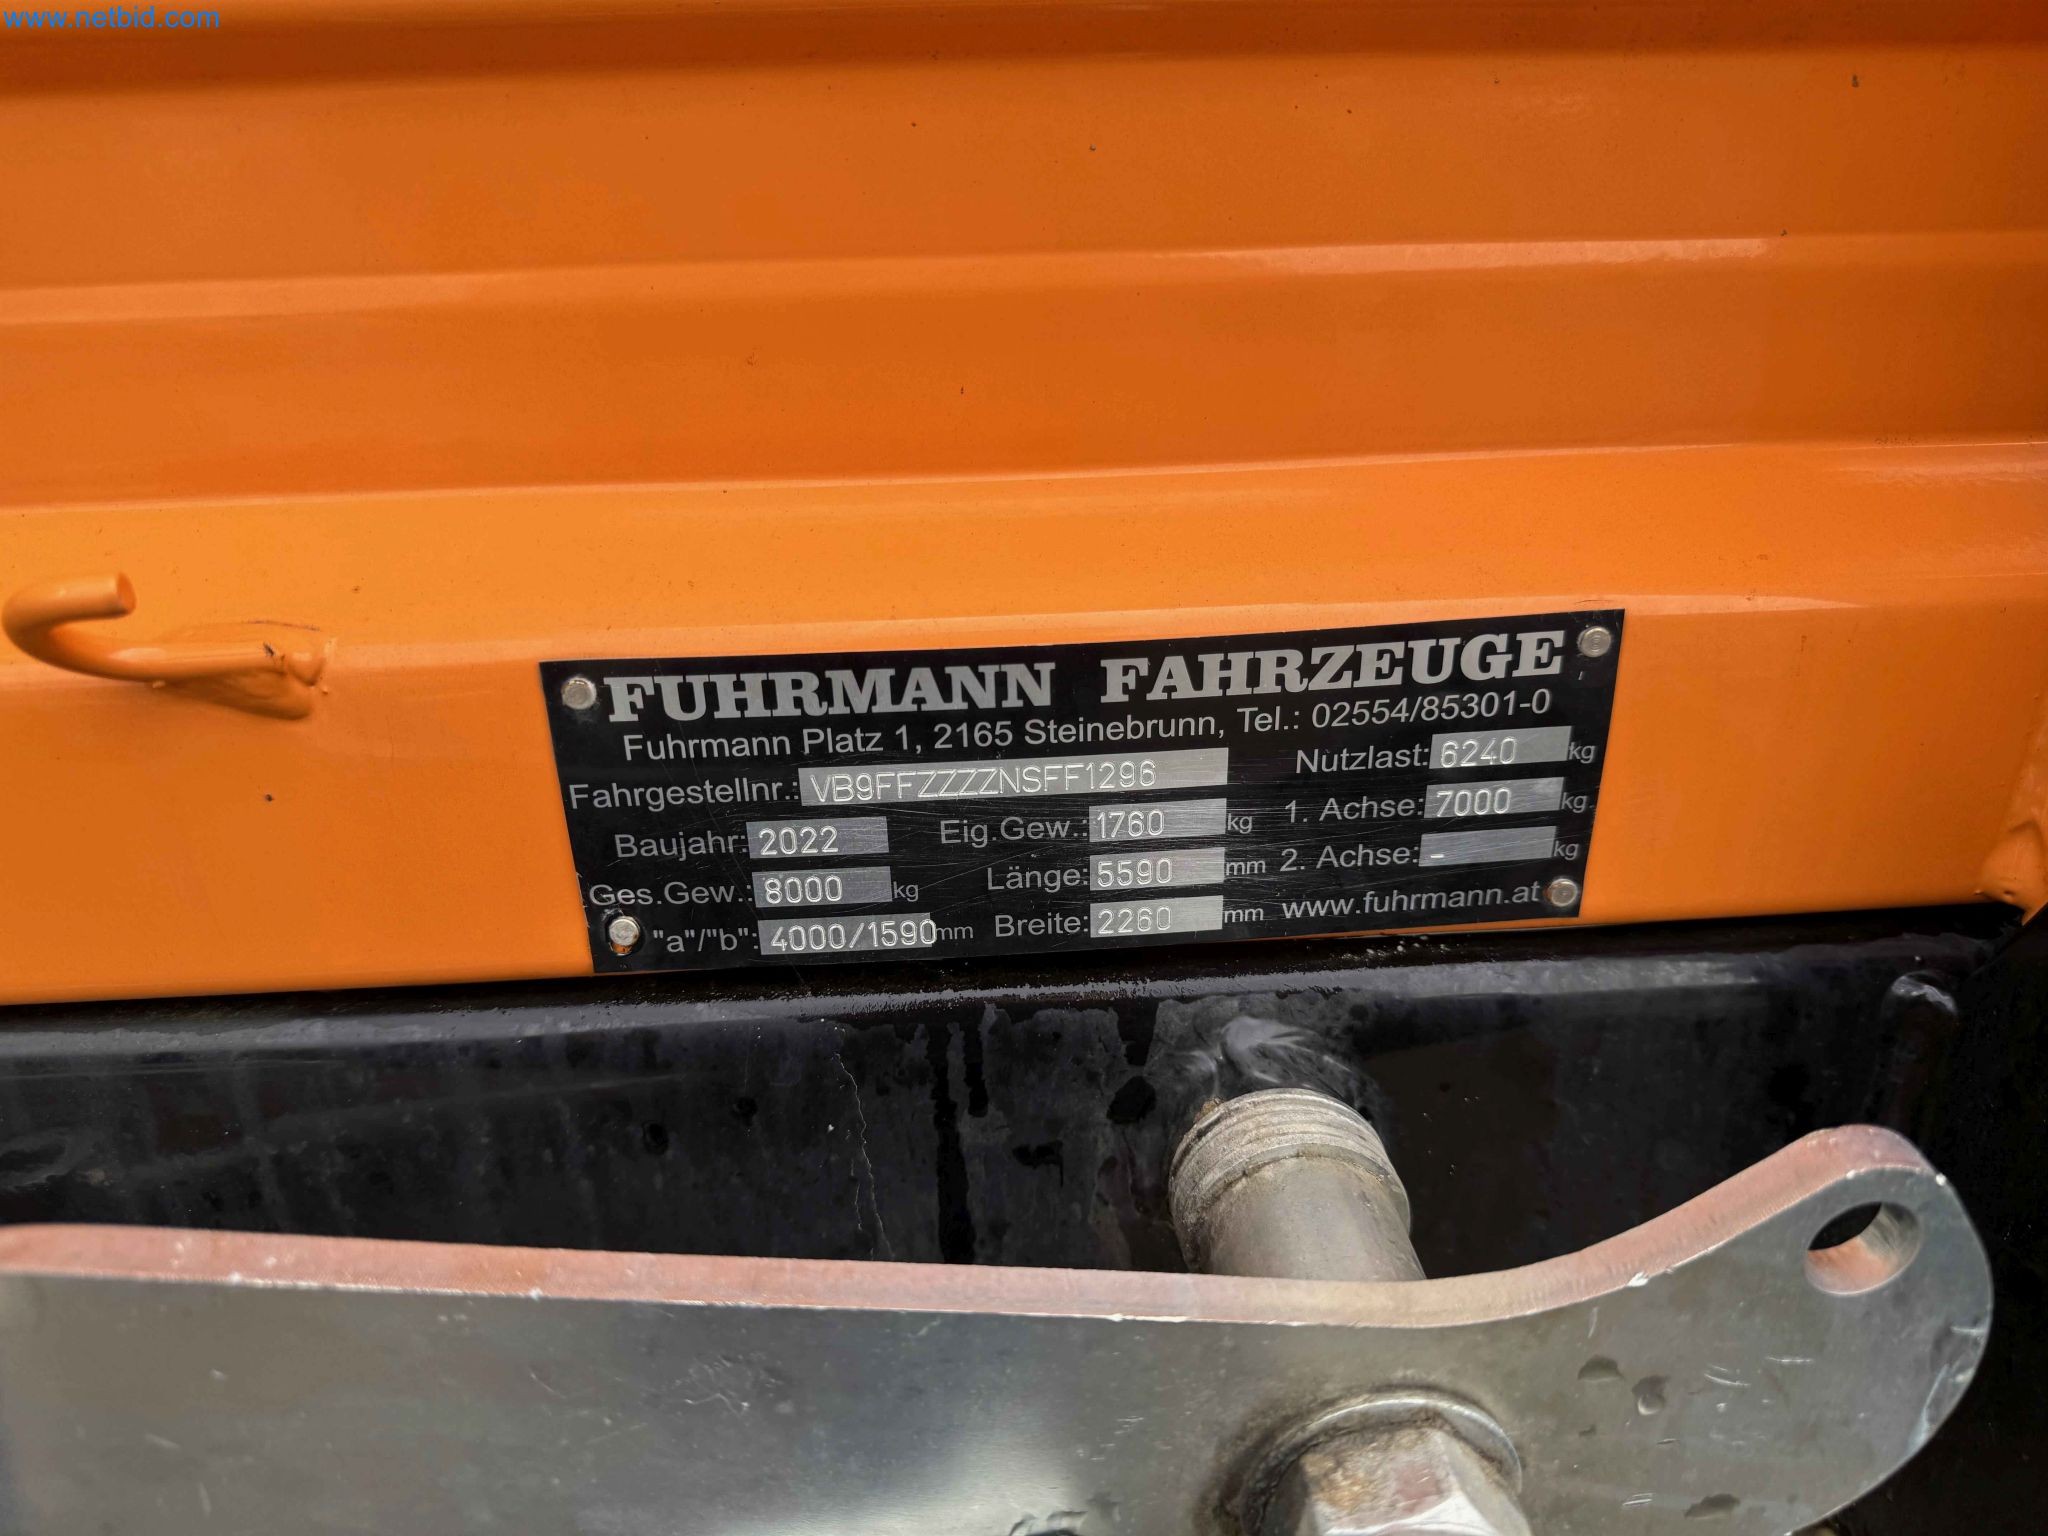 www.netbid.com
FUHRMANN FAHRZEUGE
Fuhrmann Platz 1, 2165 Steinebrunn, Tel.: 02554/85301-0
Fahrgestellnr.: VB9FFZZZZNSFF1296 Nutzlast: 6240 kg
Baujahr: 2022 Eig.Gew.: 1760 kg 1. Achse: 7000 kg
Ges.Gew.: 8000 kg Länge: 5590 mm 2. Achse: - kg
"a"/"b": 4000/1590 mm Breite: 2260 mm www.fuhrmann.at